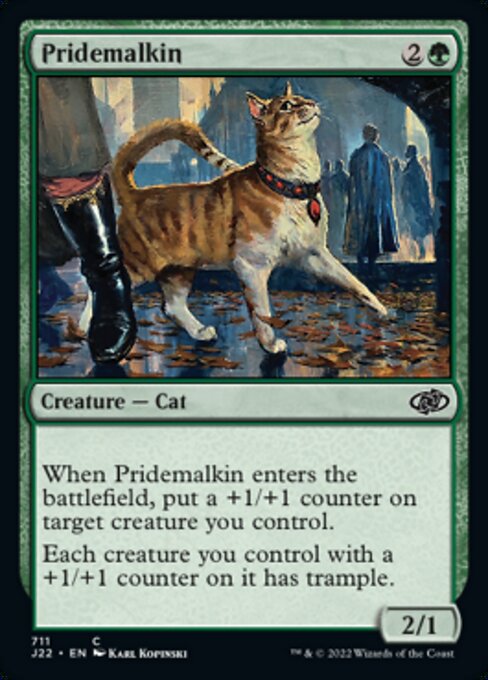 Pridemalkin 2
Creature — Cat
When Pridemalkin enters the
battlefield, put a +1/+1 counter on
target creature you control.
Each creature you control with a
+1/+1 counter on it has trample.
2/1
711 C
J22 • EN Karl Kopinski
™ & © 2022 Wizards of the Coast